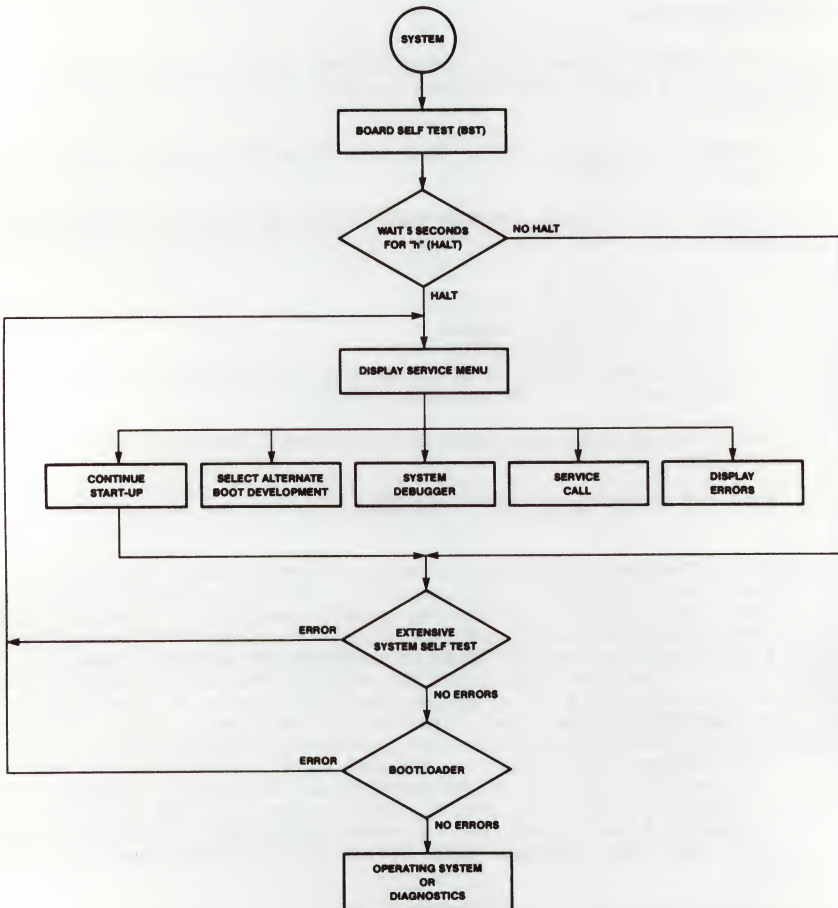 SYSTEM
BOARD SELF TEST (BST)
WAIT 5 SECONDS
FOR "h" (HALT)
NO HALT
HALT
DISPLAY SERVICE MENU
CONTINUE
START-UP
SELECT ALTERNATE
BOOT DEVELOPMENT
SYSTEM
DEBUGGER
SERVICE
CALL
DISPLAY
ERRORS
ERROR
EXTENSIVE
SYSTEM SELF TEST
NO ERRORS
ERROR
BOOTLOADER
NO ERRORS
OPERATING SYSTEM
OR
DIAGNOSTICS